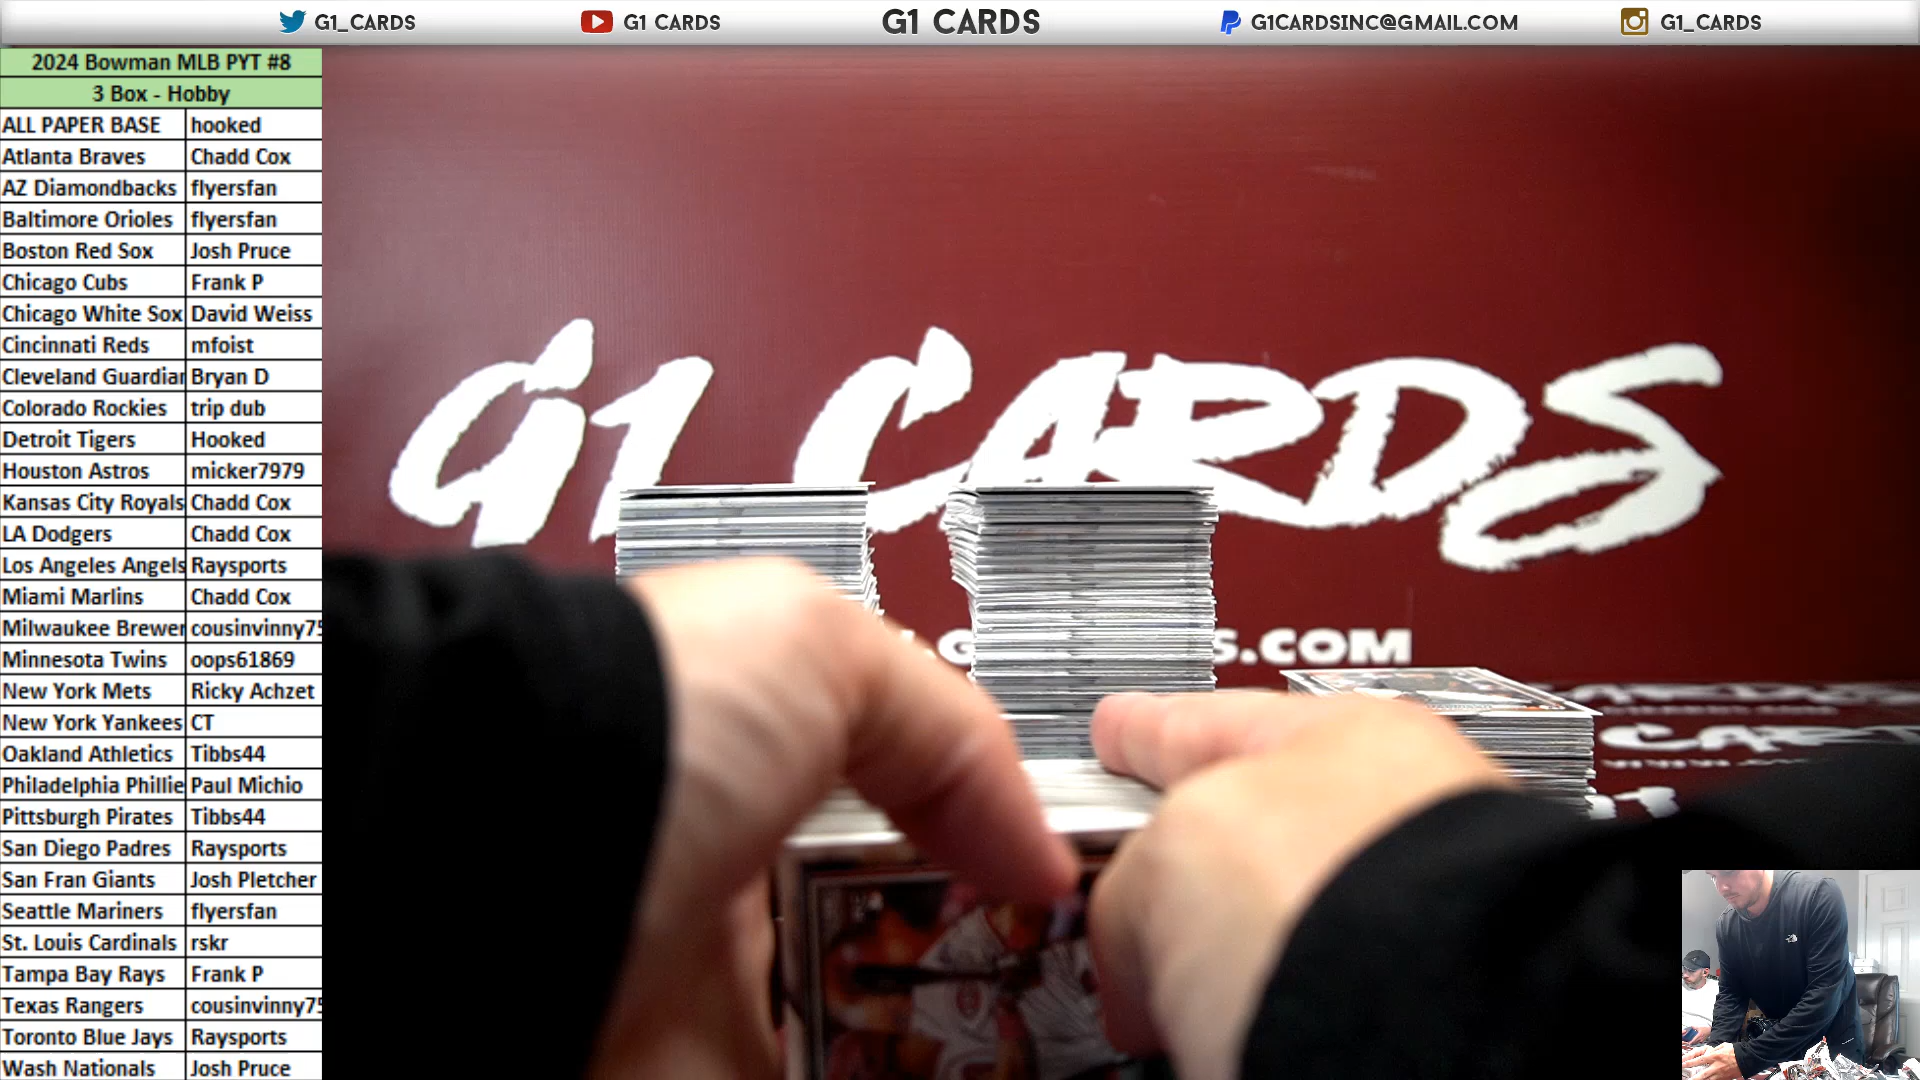 G1_CARDS G1 CARDS G1 CARDS G1CARDSINC@GMAIL.COM G1_CARDS
2024 Bowman MLB PYT #8
3 Box - Hobby
ALL PAPER BASE hooked
Atlanta Braves Chadd Cox
AZ Diamondbacks flyersfan
Baltimore Orioles flyersfan
Boston Red Sox Josh Pruce
Chicago Cubs Frank P
Chicago White Sox David Weiss
Cincinnati Reds mfoist
Cleveland Guardian Bryan D
Colorado Rockies trip dub
Detroit Tigers Hooked
Houston Astros micker7979
Kansas City Royals Chadd Cox
LA Dodgers Chadd Cox
Los Angeles Angels Raysports
Miami Marlins Chadd Cox
Milwaukee Brewer cousinvinny75
Minnesota Twins oops61869
New York Mets Ricky Achzet
New York Yankees CT
Oakland Athletics Tibbs44
Philadelphia Phillie Paul Michio
Pittsburgh Pirates Tibbs44
San Diego Padres Raysports
San Fran Giants Josh Pletcher
Seattle Mariners flyersfan
St. Louis Cardinals rskr
Tampa Bay Rays Frank P
Texas Rangers cousinvinny75
Toronto Blue Jays Raysports
Wash Nationals Josh Pruce
G1 CARDS
S.COM